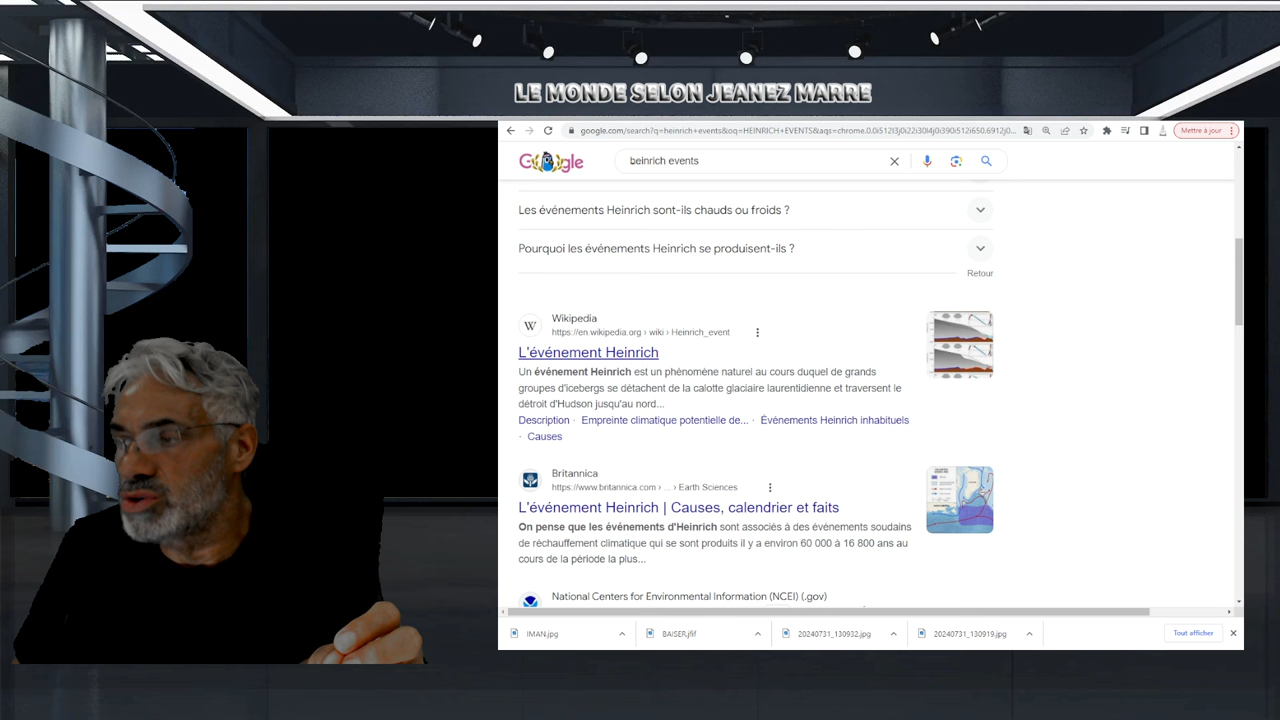 LE MONDE SELON JEANEZ MARRE
google.com/search?q=heinrich+events&oq=HEINRICH+EVENTS&aqs=chrome.0.0i512l3j0i22i30l4j0i390i512i650.6912j0...
Mettre à jour
Google
heinrich events
Les événements Heinrich sont-ils chauds ou froids ?
Pourquoi les événements Heinrich se produisent-ils ?
Retour
Wikipedia
https://en.wikipedia.org › wiki › Heinrich_event
L'événement Heinrich
Un événement Heinrich est un phénomène naturel au cours duquel de grands
groupes d'icebergs se détachent de la calotte glaciaire laurentidienne et traversent le
détroit d'Hudson jusqu'au nord...
Description · Empreinte climatique potentielle de... · Événements Heinrich inhabituels
· Causes
Britannica
https://www.britannica.com › ... › Earth Sciences
L'événement Heinrich | Causes, calendrier et faits
On pense que les événements d'Heinrich sont associés à des événements soudains
de réchauffement climatique qui se sont produits il y a environ 60 000 à 16 800 ans au
cours de la période la plus...
National Centers for Environmental Information (NCEI) (.gov)
IMAN.jpg
BAISER.jfif
20240731_130932.jpg
20240731_130919.jpg
Tout afficher